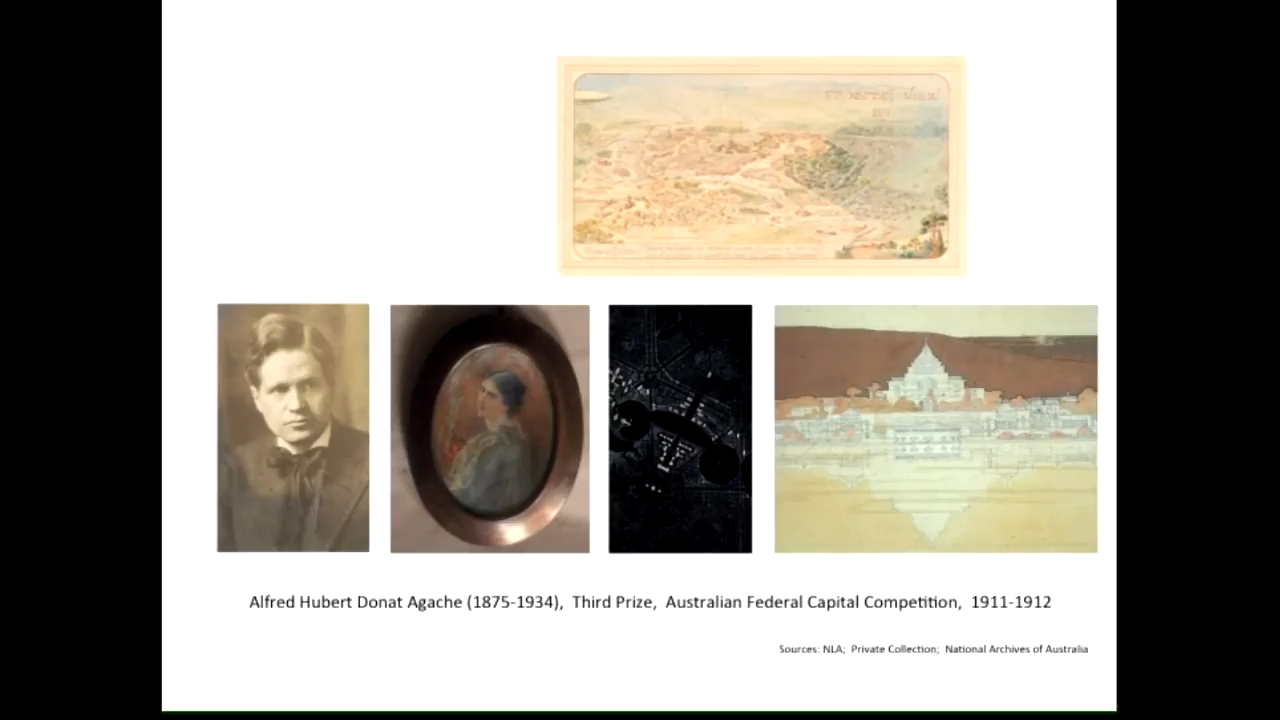 Alfred Hubert Donat Agache (1875-1934), Third Prize, Australian Federal Capital Competition, 1911-1912
Sources: NLA; Private Collection; National Archives of Australia